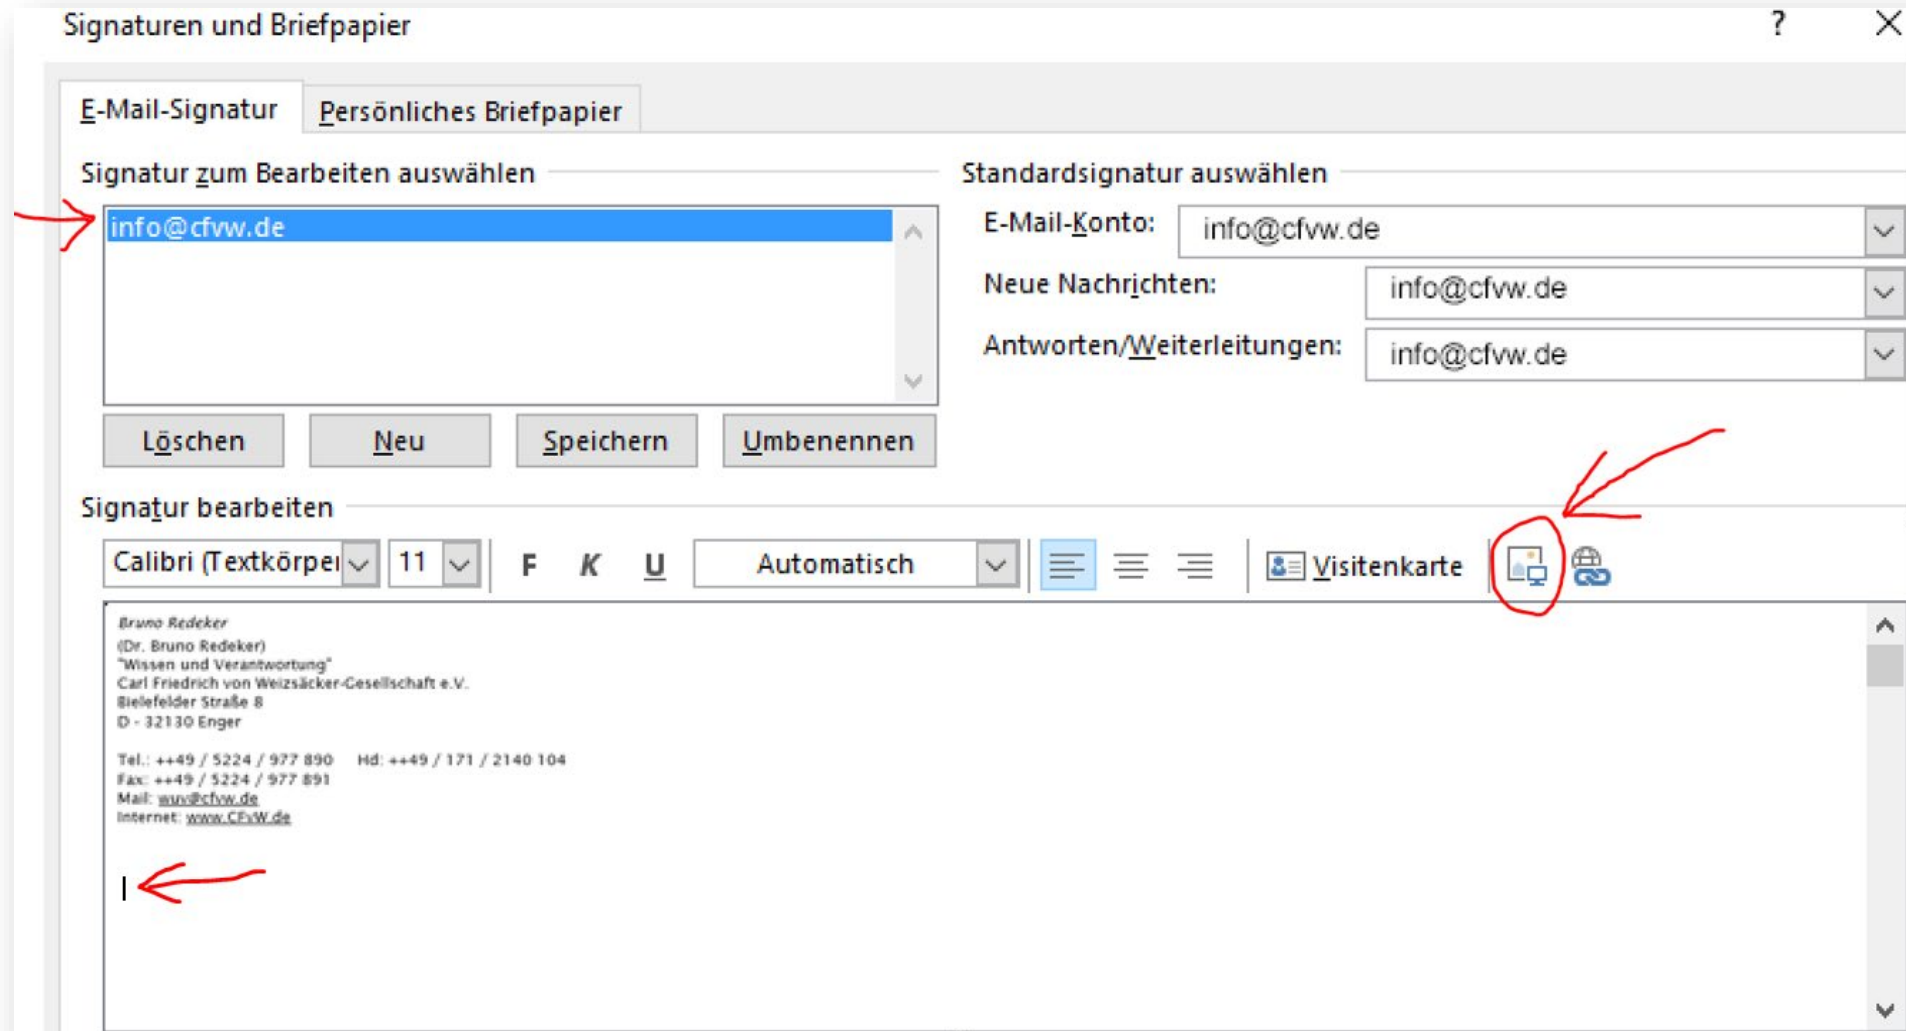 Signaturen und Briefpapier ?
E-Mail-Signatur Persönliches Briefpapier
Signatur zum Bearbeiten auswählen
info@cfvw.de
Löschen Neu Speichern Umbenennen
Standardsignatur auswählen
E-Mail-Konto: info@cfvw.de
Neue Nachrichten: info@cfvw.de
Antworten/Weiterleitungen: info@cfvw.de
Signatur bearbeiten
Calibri (Textkörper 11 F K U Automatisch Visitenkarte
Bruno Redeker
(Dr. Bruno Redeker)
"Wissen und Verantwortung"
Carl Friedrich von Weizsäcker-Gesellschaft e.V.
Bielefelder Straße 8
D - 32130 Enger
Tel.: ++49 / 5224 / 977 890 Hd: ++49 / 171 / 2140 104
Fax: ++49 / 5224 / 977 891
Mail: wuv@cfvw.de
Internet: www.CFvW.de